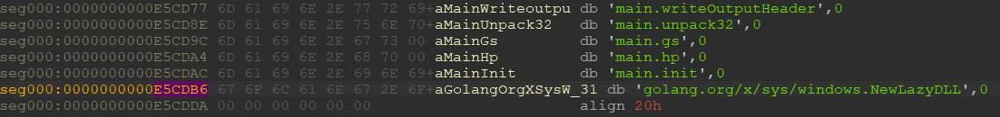 seg000:0000000000E5CD77 6D 61 69 6E 2E 77 72 69+aMainWriteoutpu db 'main.writeOutputHeader',0
seg000:0000000000E5CD8E 6D 61 69 6E 2E 75 6E 70+aMainUnpack32 db 'main.unpack32',0
seg000:0000000000E5CD9C 6D 61 69 6E 2E 67 73 00 aMainGs db 'main.gs',0
seg000:0000000000E5CDA4 6D 61 69 6E 2E 68 70 00 aMainHp db 'main.hp',0
seg000:0000000000E5CDAC 6D 61 69 6E 2E 69 6E 69+aMainInit db 'main.init',0
seg000:0000000000E5CDB6 67 6F 6C 61 6E 67 2E 6F+aGolangOrgXSysW_31 db 'golang.org/x/sys/windows.NewLazyDLL',0
seg000:0000000000E5CDDA 00 00 00 00 00 00 align 20h